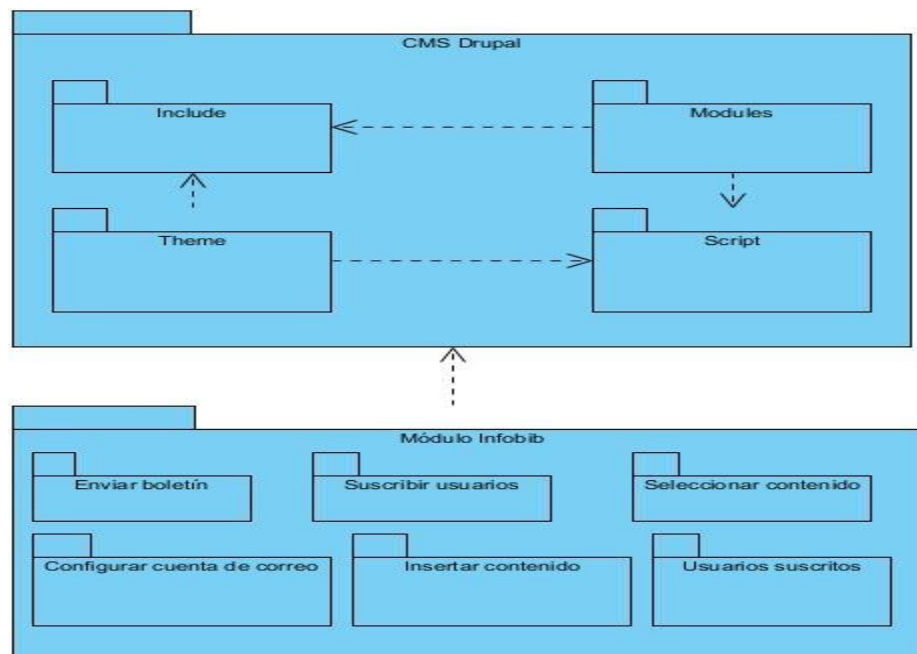 CMS Drupal
Include
Modules
Theme
Script
Módulo Infobib
Enviar boletín
Suscribir usuarios
Seleccionar contenido
Configurar cuenta de correo
Insertar contenido
Usuarios suscritos